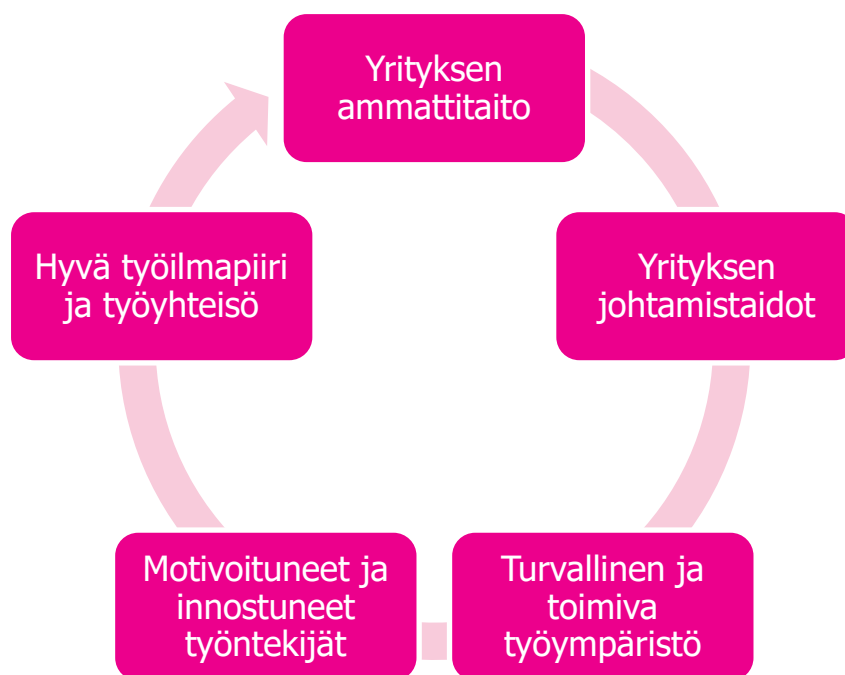 Yrityksen
ammattitaito
Yrityksen
johtamistaidot
Turvallinen ja
toimiva
työympäristö
Motivoituneet ja
innostuneet
työntekijät
Hyvä työilmapiiri
ja työyhteisö